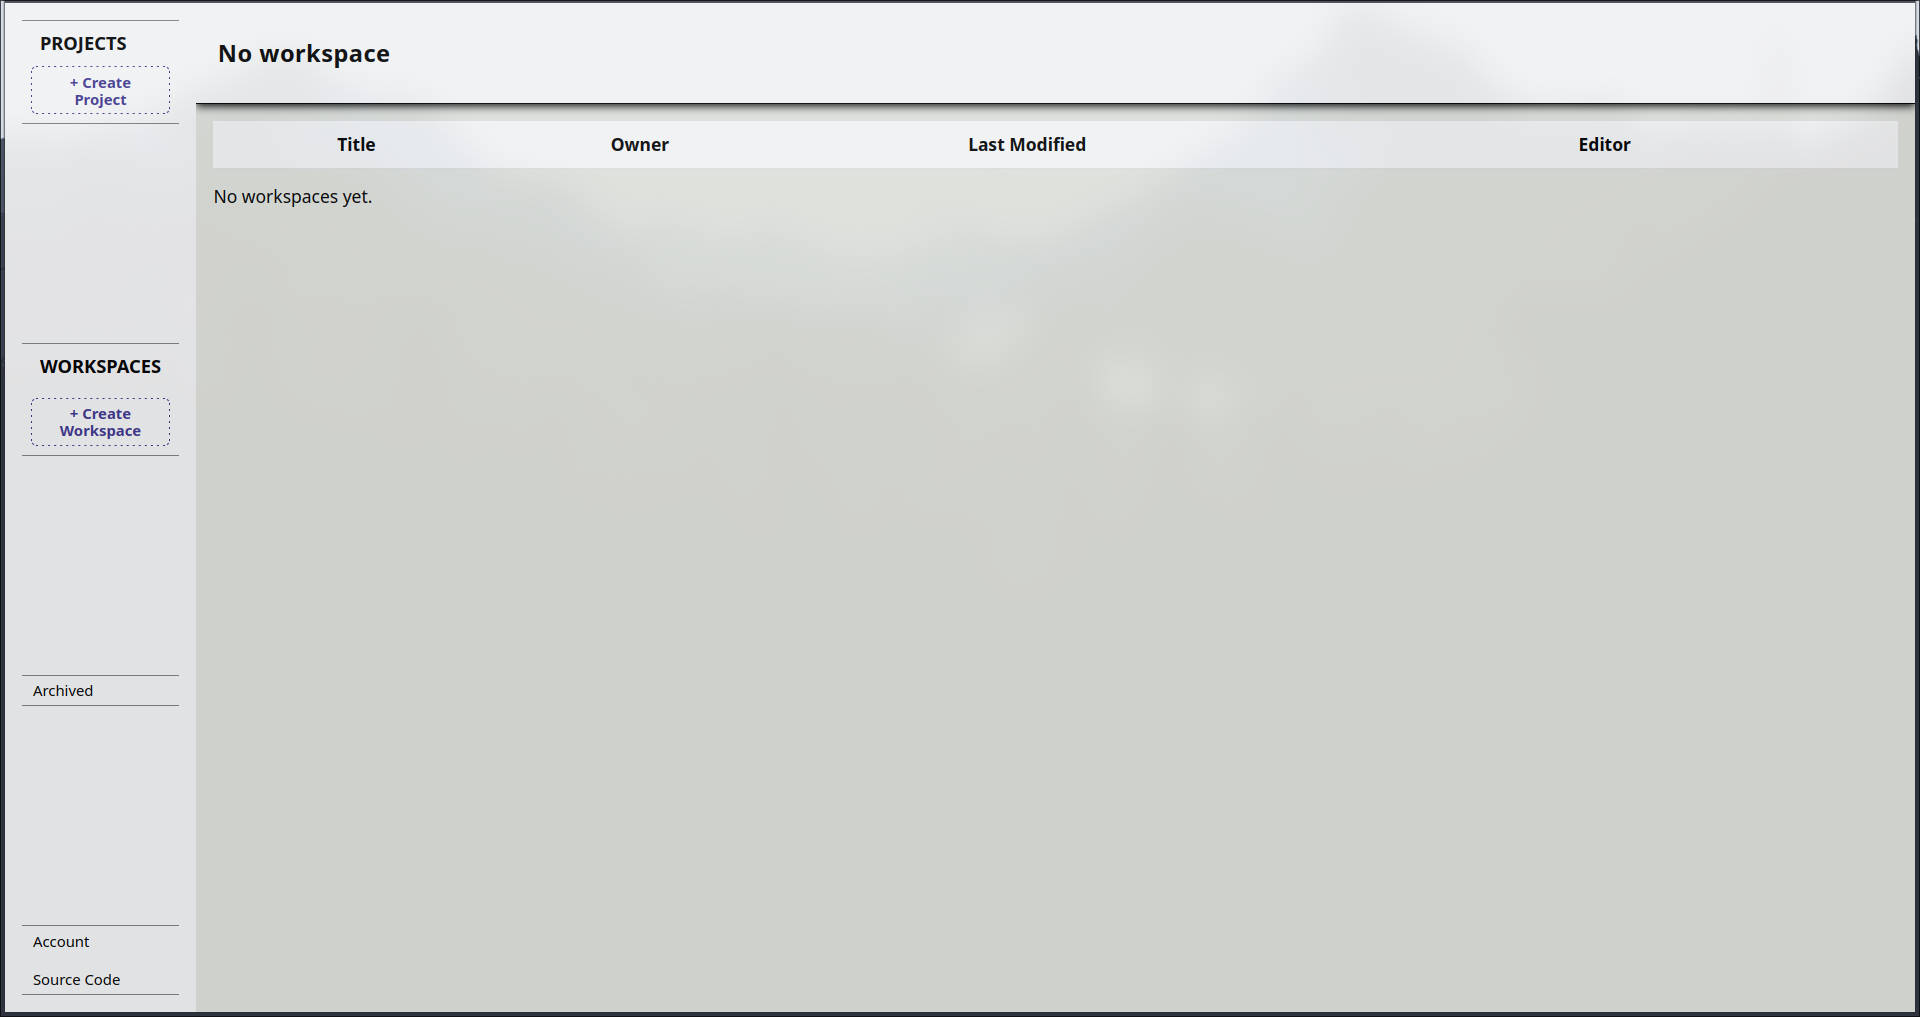 PROJECTS
+ Create
Project
WORKSPACES
+ Create
Workspace
Archived
Account
Source Code
No workspace
Title Owner Last Modified Editor
No workspaces yet.